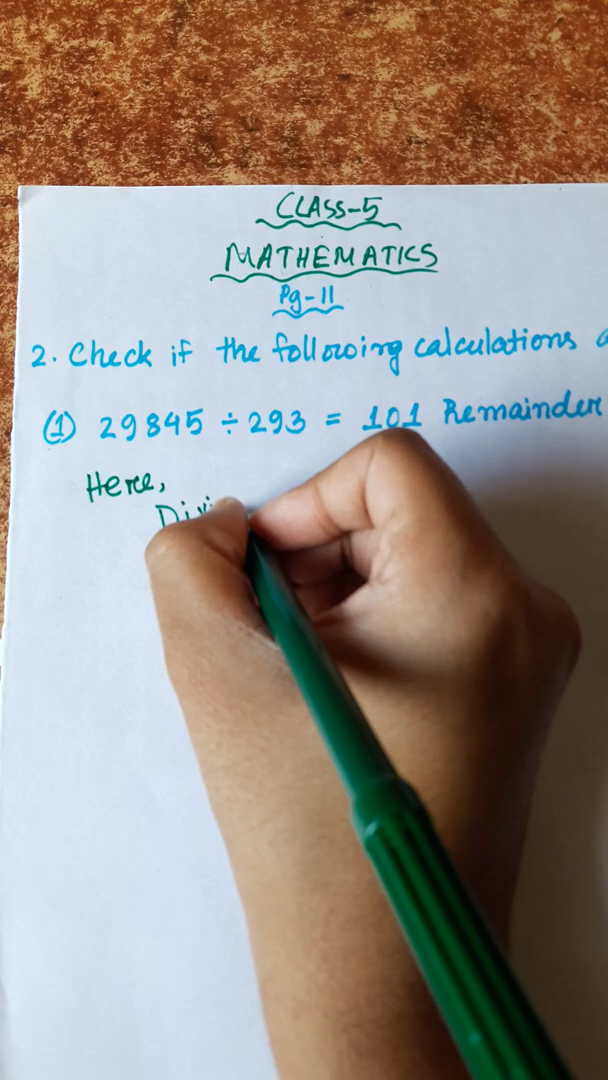 CLASS-5
MATHEMATICS
Pg-11
2. Check if the following calculations
(1) 29845 ÷ 293 = 101 Remainder
Here,